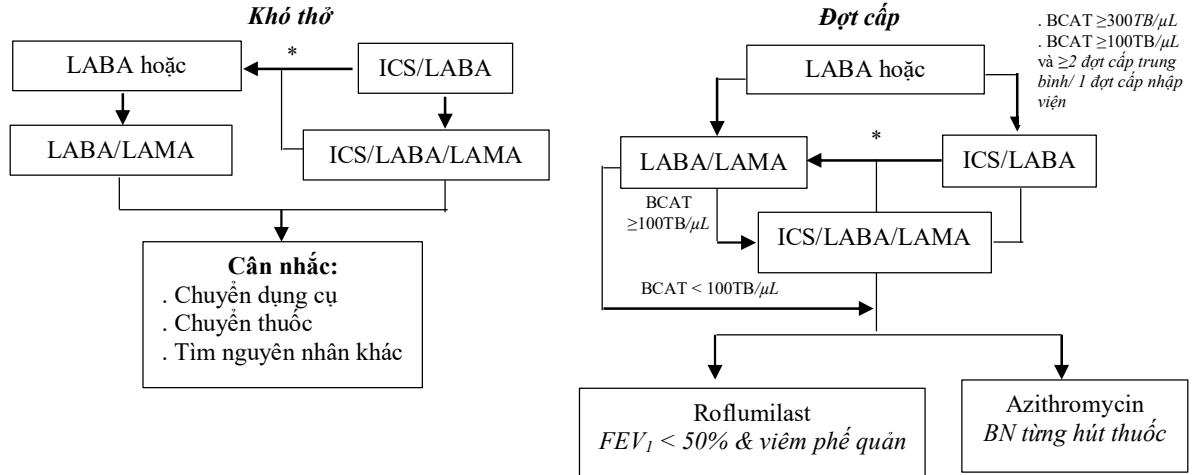 Khó thở
*
LABA hoặc
ICS/LABA
LABA/LAMA
ICS/LABA/LAMA
Cân nhắc:
. Chuyển dụng cụ
. Chuyển thuốc
. Tìm nguyên nhân khác
Đợt cấp
. BCAT ≥300TB/µL
. BCAT ≥100TB/µL
và ≥2 đợt cấp trung
bình/ 1 đợt cấp nhập
viện
LABA hoặc
*
LABA/LAMA
ICS/LABA
BCAT
≥100TB/µL
ICS/LABA/LAMA
BCAT < 100TB/µL
Roflumilast
FEV₁ < 50% & viêm phế quản
Azithromycin
BN từng hút thuốc